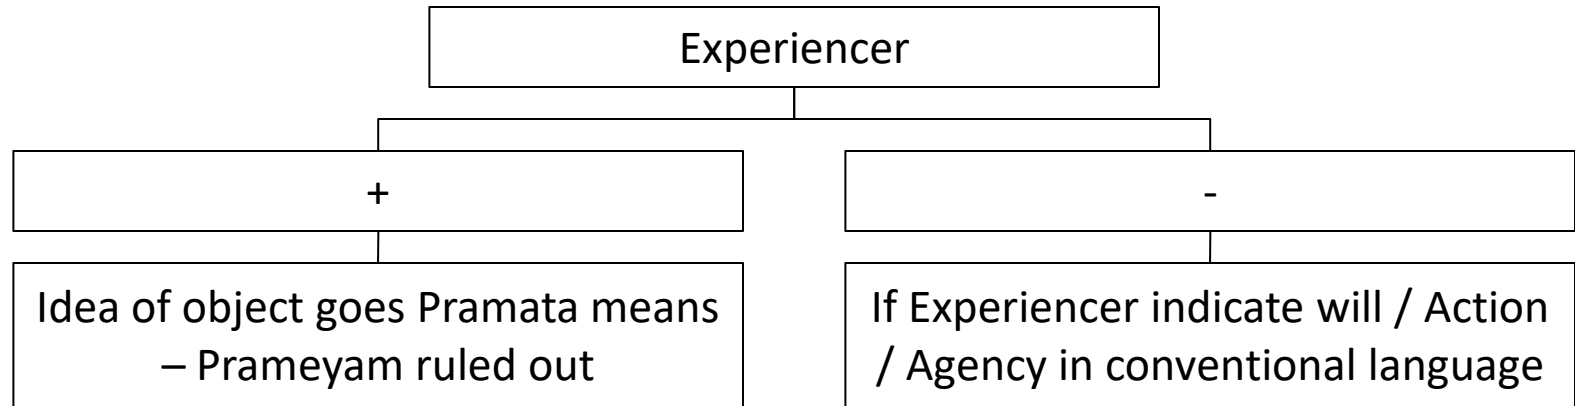 Experiencer
+
-
Idea of object goes Pramata means
– Prameyam ruled out
If Experiencer indicate will / Action
/ Agency in conventional language